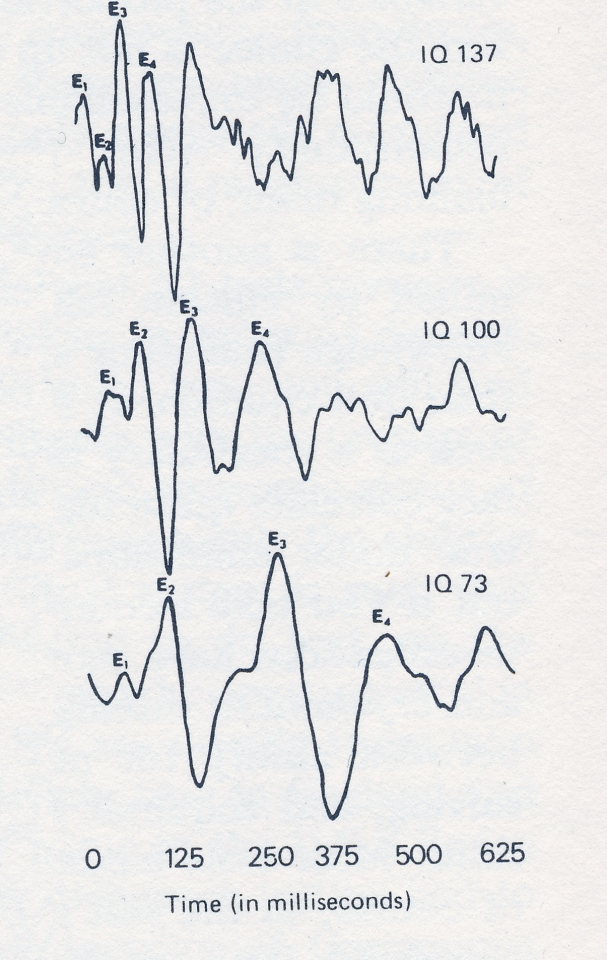 E₃
IQ 137
E₄
E₁
E₂
E₃
E₂
E₄
IQ 100
E₁
E₃
E₂
IQ 73
E₄
E₁
0 125 250 375 500 625
Time (in milliseconds)